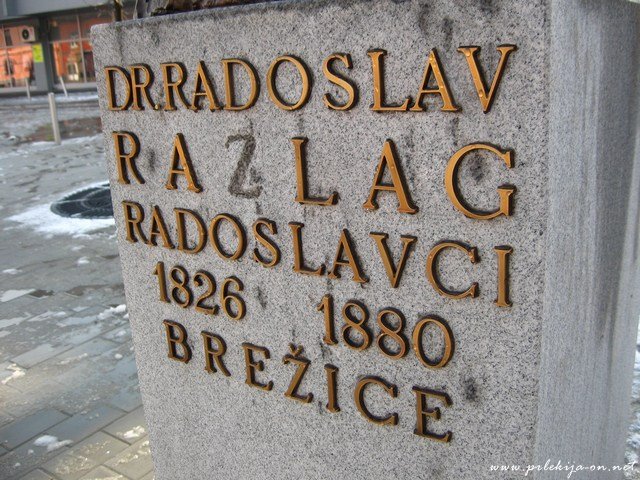 DR. RADOSLAV
RAZLAG
RADOSLAVCI
1826 1880
BREŽICE
www.prlekija-on.net